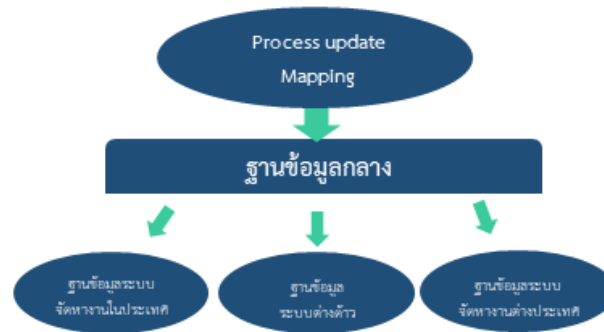 Process update
Mapping
ฐานข้อมูลกลาง
ฐานข้อมูลระบบ
จัดหางานในประเทศ
ฐานข้อมูล
ระบบต่างด้าว
ฐานข้อมูลระบบ
จัดหางานต่างประเทศ